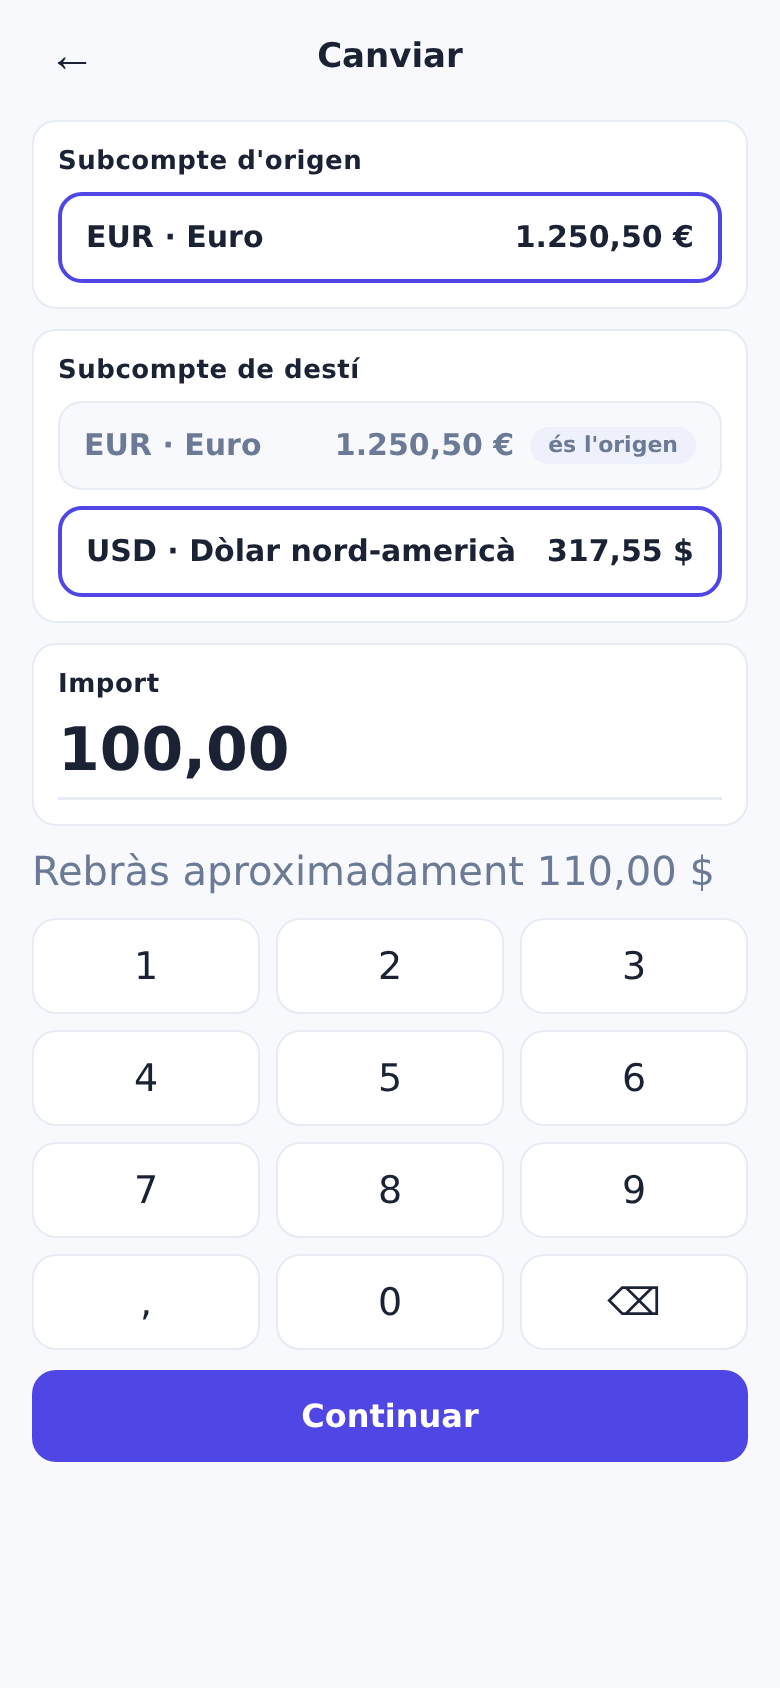 ←
Canviar
Subcompte d'origen
EUR · Euro 1.250,50 €
Subcompte de destí
EUR · Euro 1.250,50 € és l'origen
USD · Dòlar nord-americà 317,55 $
Import
100,00
Rebràs aproximadament 110,00 $
1 2 3
4 5 6
7 8 9
, 0 ⌫
Continuar